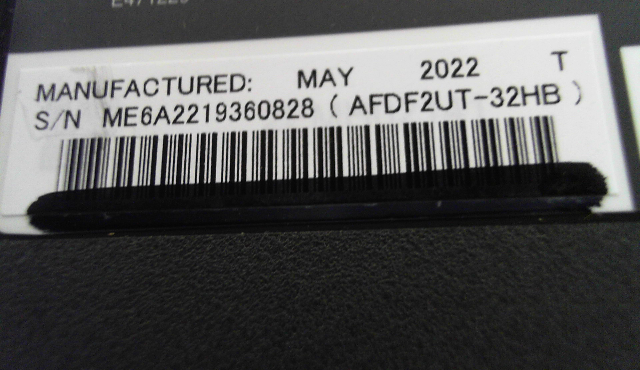 MANUFACTURED: MAY 2022 T
S/N ME6A2219360828 ( AFDF2UT-32HB )